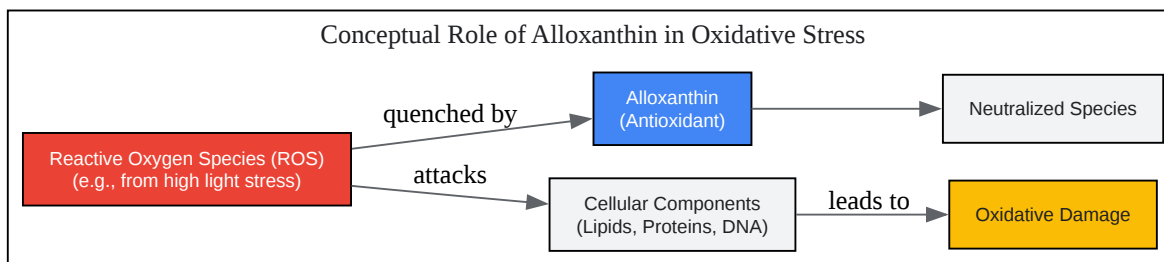 Conceptual Role of Alloxanthin in Oxidative Stress
Reactive Oxygen Species (ROS)
(e.g., from high light stress)
quenched by
Alloxanthin
(Antioxidant)
Neutralized Species
attacks
Cellular Components
(Lipids, Proteins, DNA)
leads to
Oxidative Damage